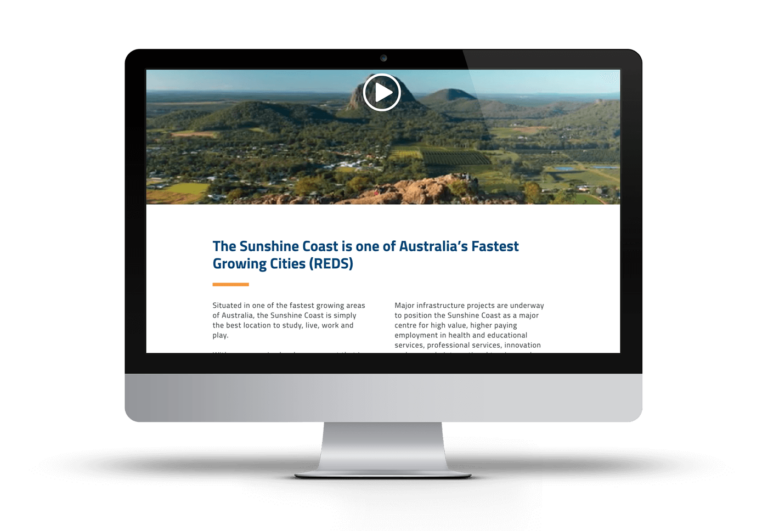 The Sunshine Coast is one of Australia's Fastest
Growing Cities (REDS)
Situated in one of the fastest growing areas
of Australia, the Sunshine Coast is simply
the best location to study, live, work and
play.
Major infrastructure projects are underway
to position the Sunshine Coast as a major
centre for high value, higher paying
employment in health and educational
services, professional services, innovation